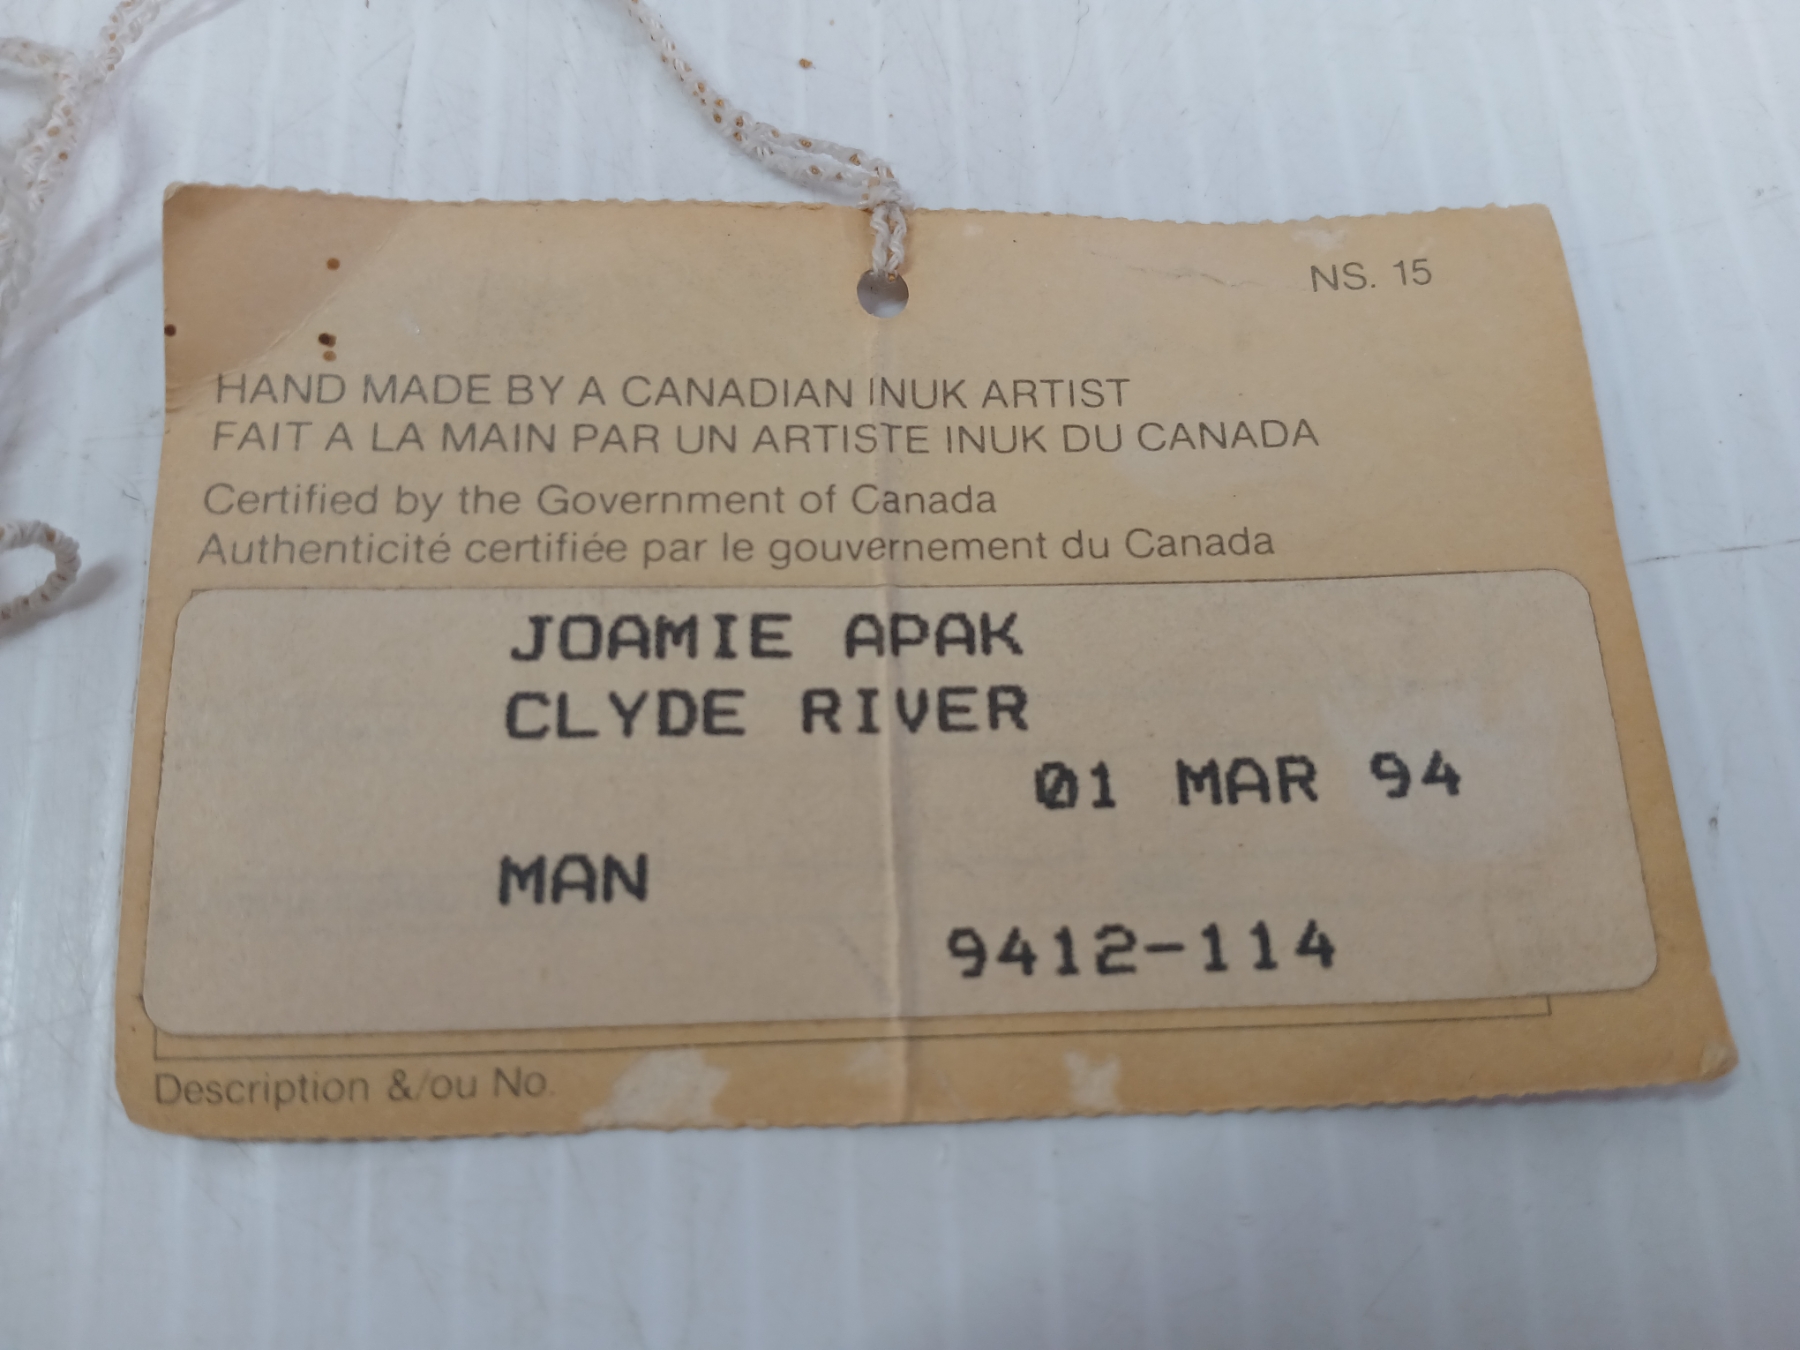 NS. 15
HAND MADE BY A CANADIAN INUK ARTIST
FAIT A LA MAIN PAR UN ARTISTE INUK DU CANADA
Certified by the Government of Canada
Authenticité certifiée par le gouvernement du Canada
JOAMIE APAK
CLYDE RIVER
01 MAR 94
MAN
9412-114
Description &/ou No.